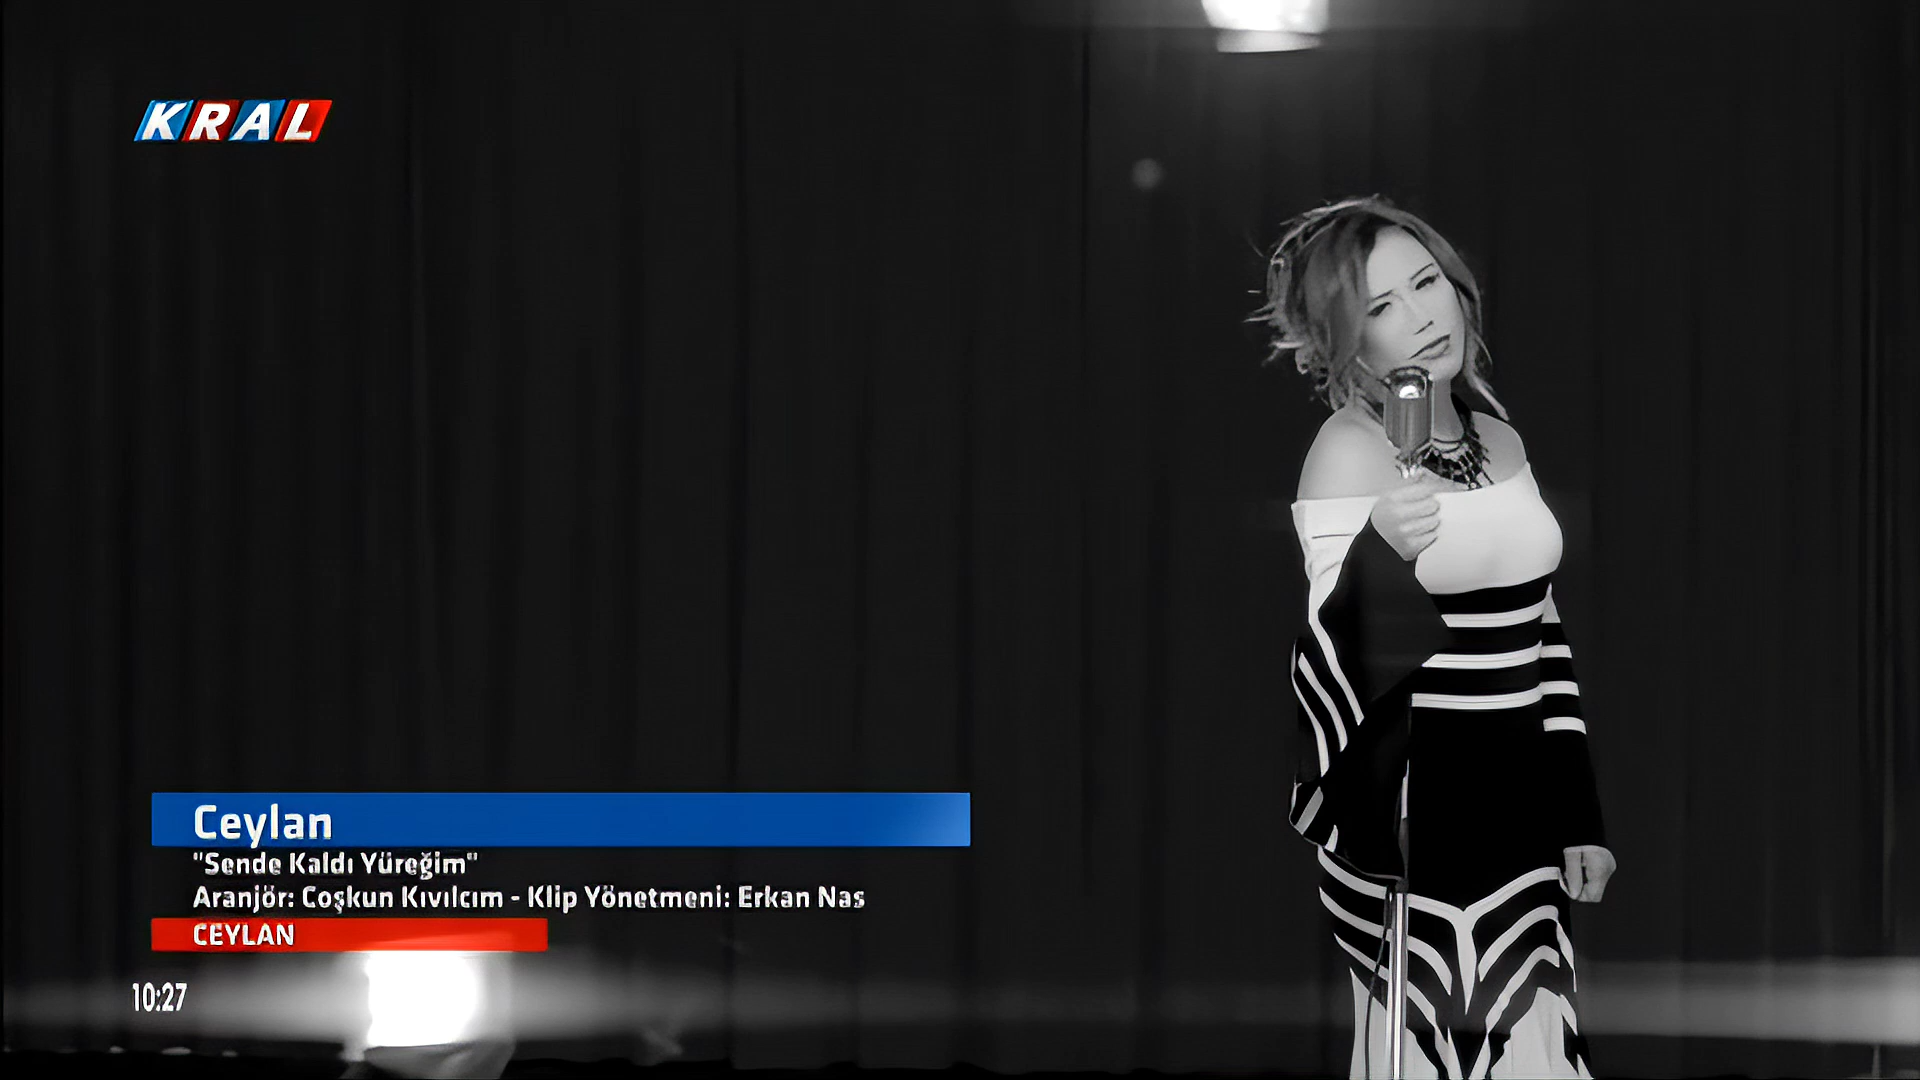 KRAL
Ceylan
"Sende Kaldı Yüreğim"
Aranjör: Coşkun Kıvılcım - Klip Yönetmeni: Erkan Nas
CEYLAN
10:27